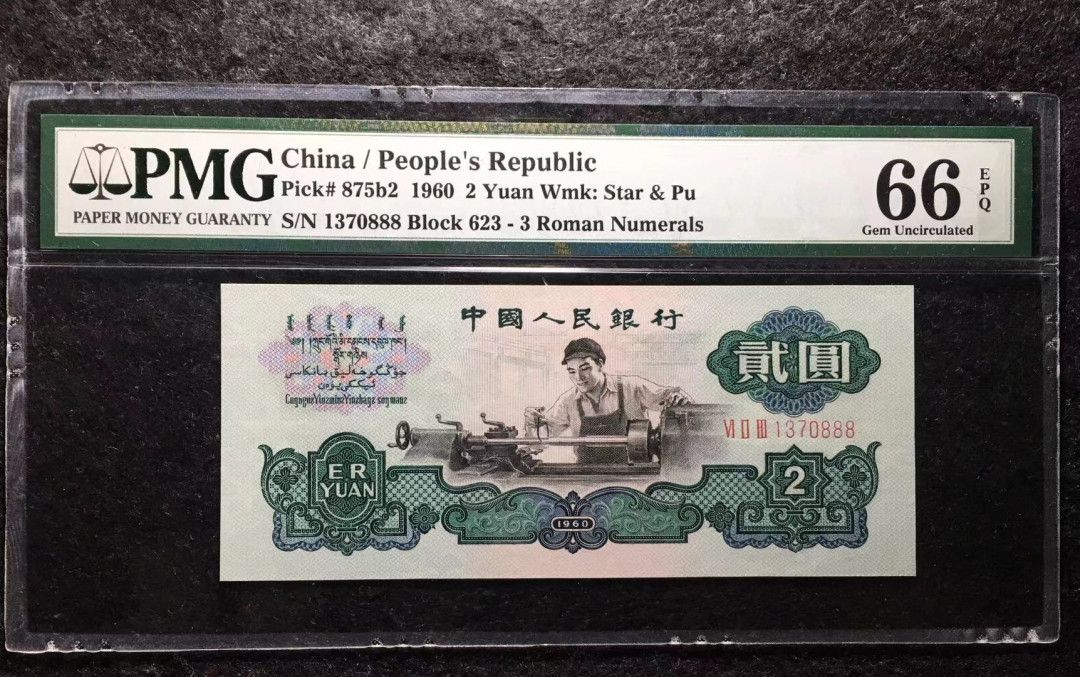 PMG
PAPER MONEY GUARANTY
China / People's Republic
Pick# 875b2 1960 2 Yuan Wmk: Star & Pu
S/N 1370888 Block 623 - 3 Roman Numerals
66
EPQ
Gem Uncirculated
中國人民銀行
貳圓
VI II III 1370888
ER
YUAN
2
1960